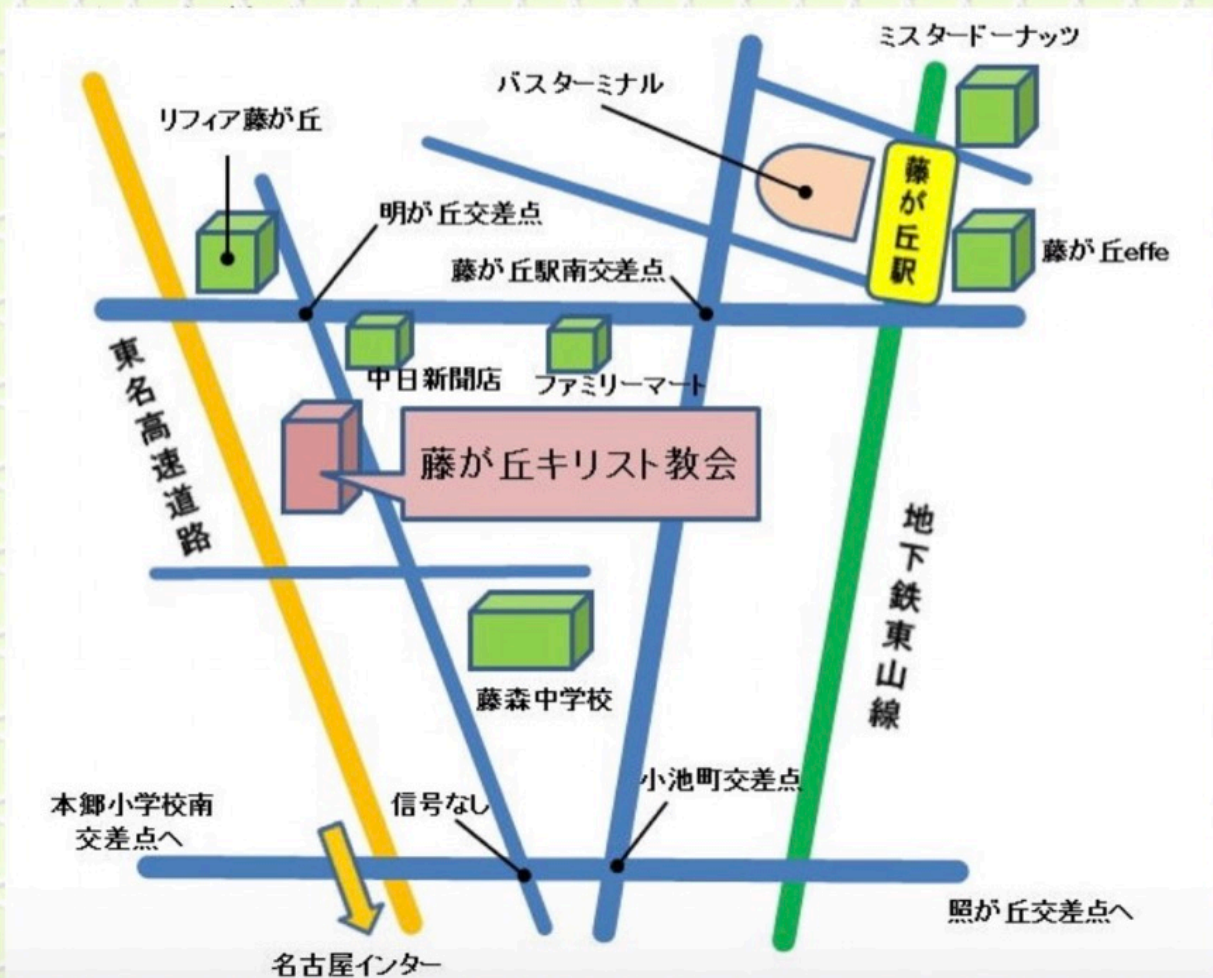 ミスタードーナッツ
バスターミナル
リフィア藤が丘
藤が丘駅
明が丘交差点
藤が丘effe
藤が丘駅南交差点
東名高速道路
中日新聞店
ファミリーマート
藤が丘キリスト教会
地下鉄東山線
藤森中学校
小池町交差点
本郷小学校南
交差点へ
信号なし
照が丘交差点へ
名古屋インター